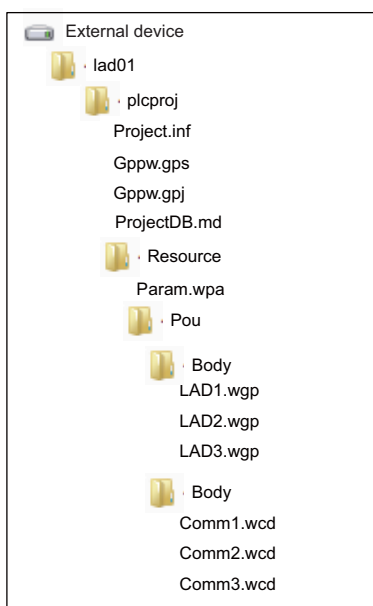 External device
lad01
plcproj
Project.inf
Gppw.gps
Gppw.gpj
ProjectDB.md
Resource
Param.wpa
Pou
Body
LAD1.wgp
LAD2.wgp
LAD3.wgp
Body
Comm1.wcd
Comm2.wcd
Comm3.wcd